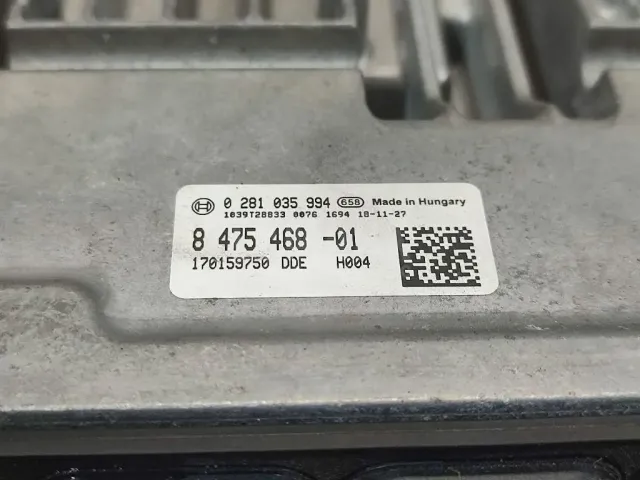 0 281 035 994 658 Made in Hungary
1039T28833 0076 1694 18-11-27
8 475 468 -01
170159750 DDE H004